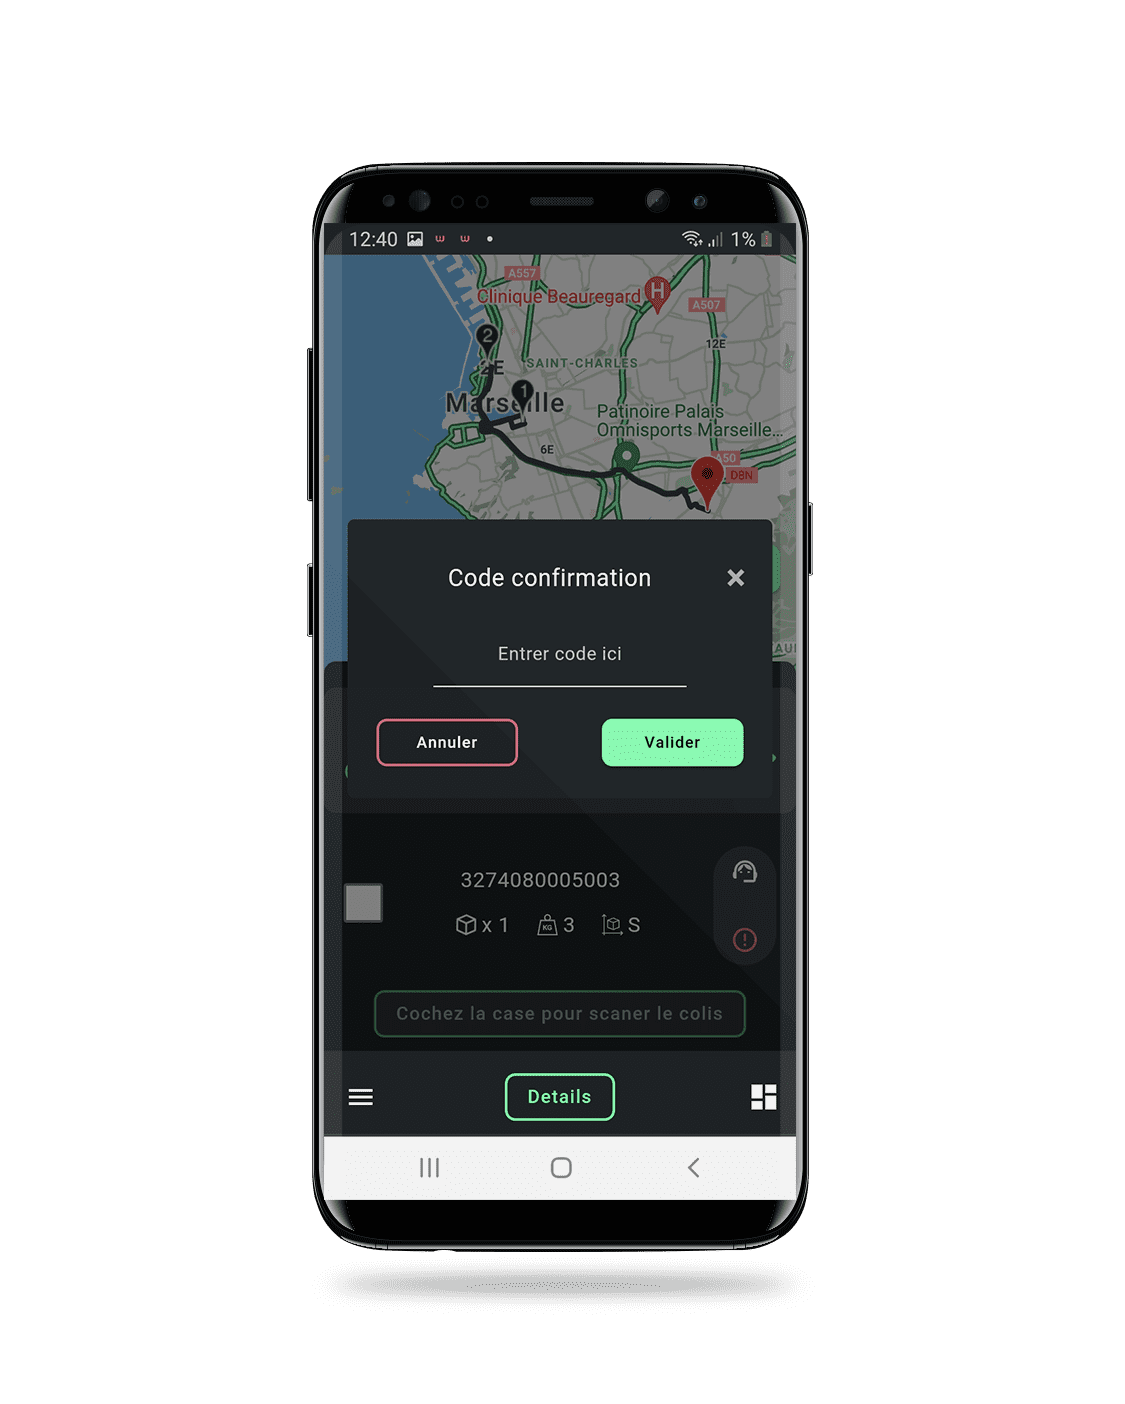 12:40
1%
A557
Clinique Beauregard
H
A507
12E
2
2E
SAINT-CHARLES
1
Marseille
Patinoire Palais
Omnisports Marseille...
6E
A50
D8N
Code confirmation
Entrer code ici
Annuler
Valider
3274080005003
x 1
KG
3
S
Cochez la case pour scaner le colis
Details